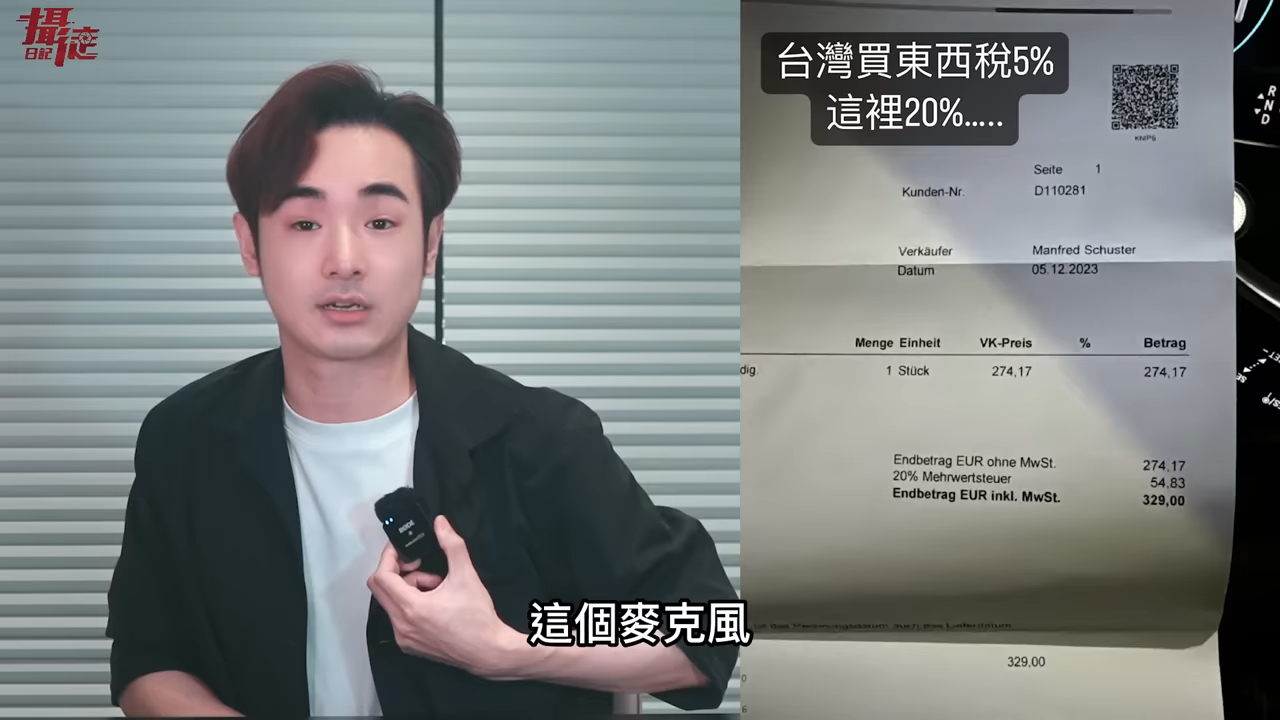 攝徒
日記
台灣買東西稅5%
這裡20%.....
KMP6
Seite 1
Kunden-Nr. D110281
Verkäufer Manfred Schuster
Datum 05.12.2023
Menge Einheit VK-Preis % Betrag
dig. 1 Stück 274,17 274,17
Endbetrag EUR ohne MwSt. 274,17
20% Mehrwertsteuer 54,83
Endbetrag EUR inkl. MwSt. 329,00
329,00
RODE
這個麥克風
R
N
D